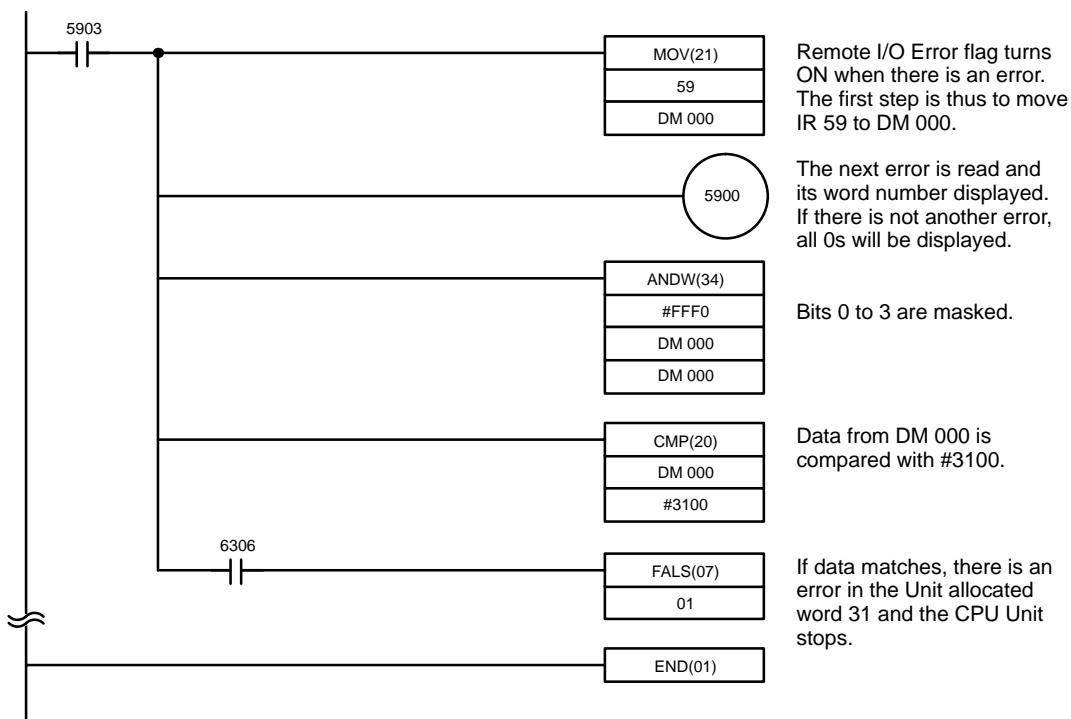 5903
MOV(21)
59
DM 000
Remote I/O Error flag turns
ON when there is an error.
The first step is thus to move
IR 59 to DM 000.
5900
The next error is read and
its word number displayed.
If there is not another error,
all 0s will be displayed.
ANDW(34)
#FFF0
DM 000
DM 000
Bits 0 to 3 are masked.
CMP(20)
DM 000
#3100
Data from DM 000 is
compared with #3100.
6306
FALS(07)
01
If data matches, there is an
error in the Unit allocated
word 31 and the CPU Unit
stops.
END(01)